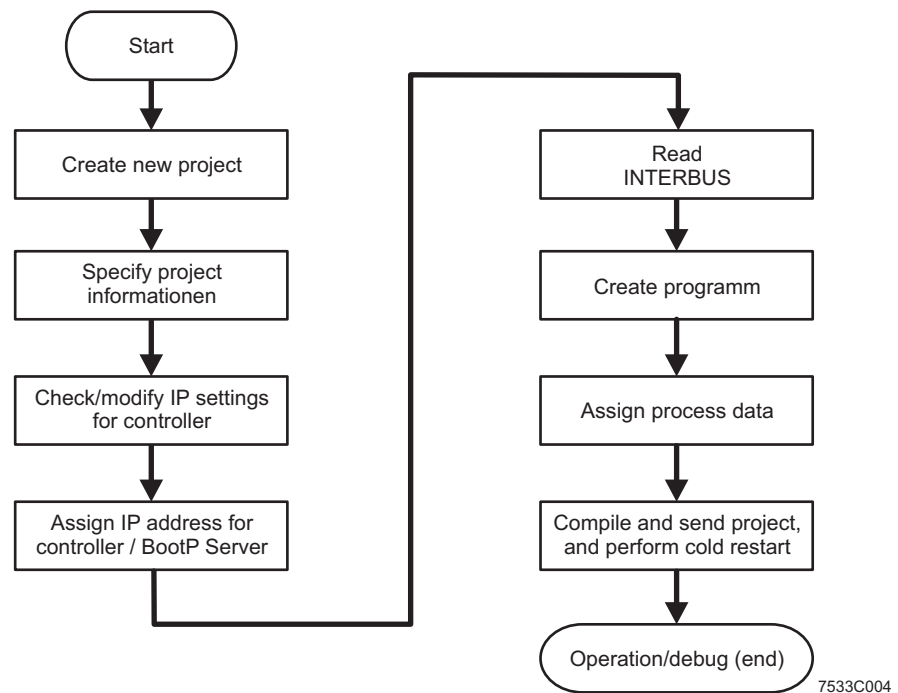 Start
Create new project
Specify project
informationen
Check/modify IP settings
for controller
Assign IP address for
controller / BootP Server
Read
INTERBUS
Create programm
Assign process data
Compile and send project,
and perform cold restart
Operation/debug (end)
7533C004